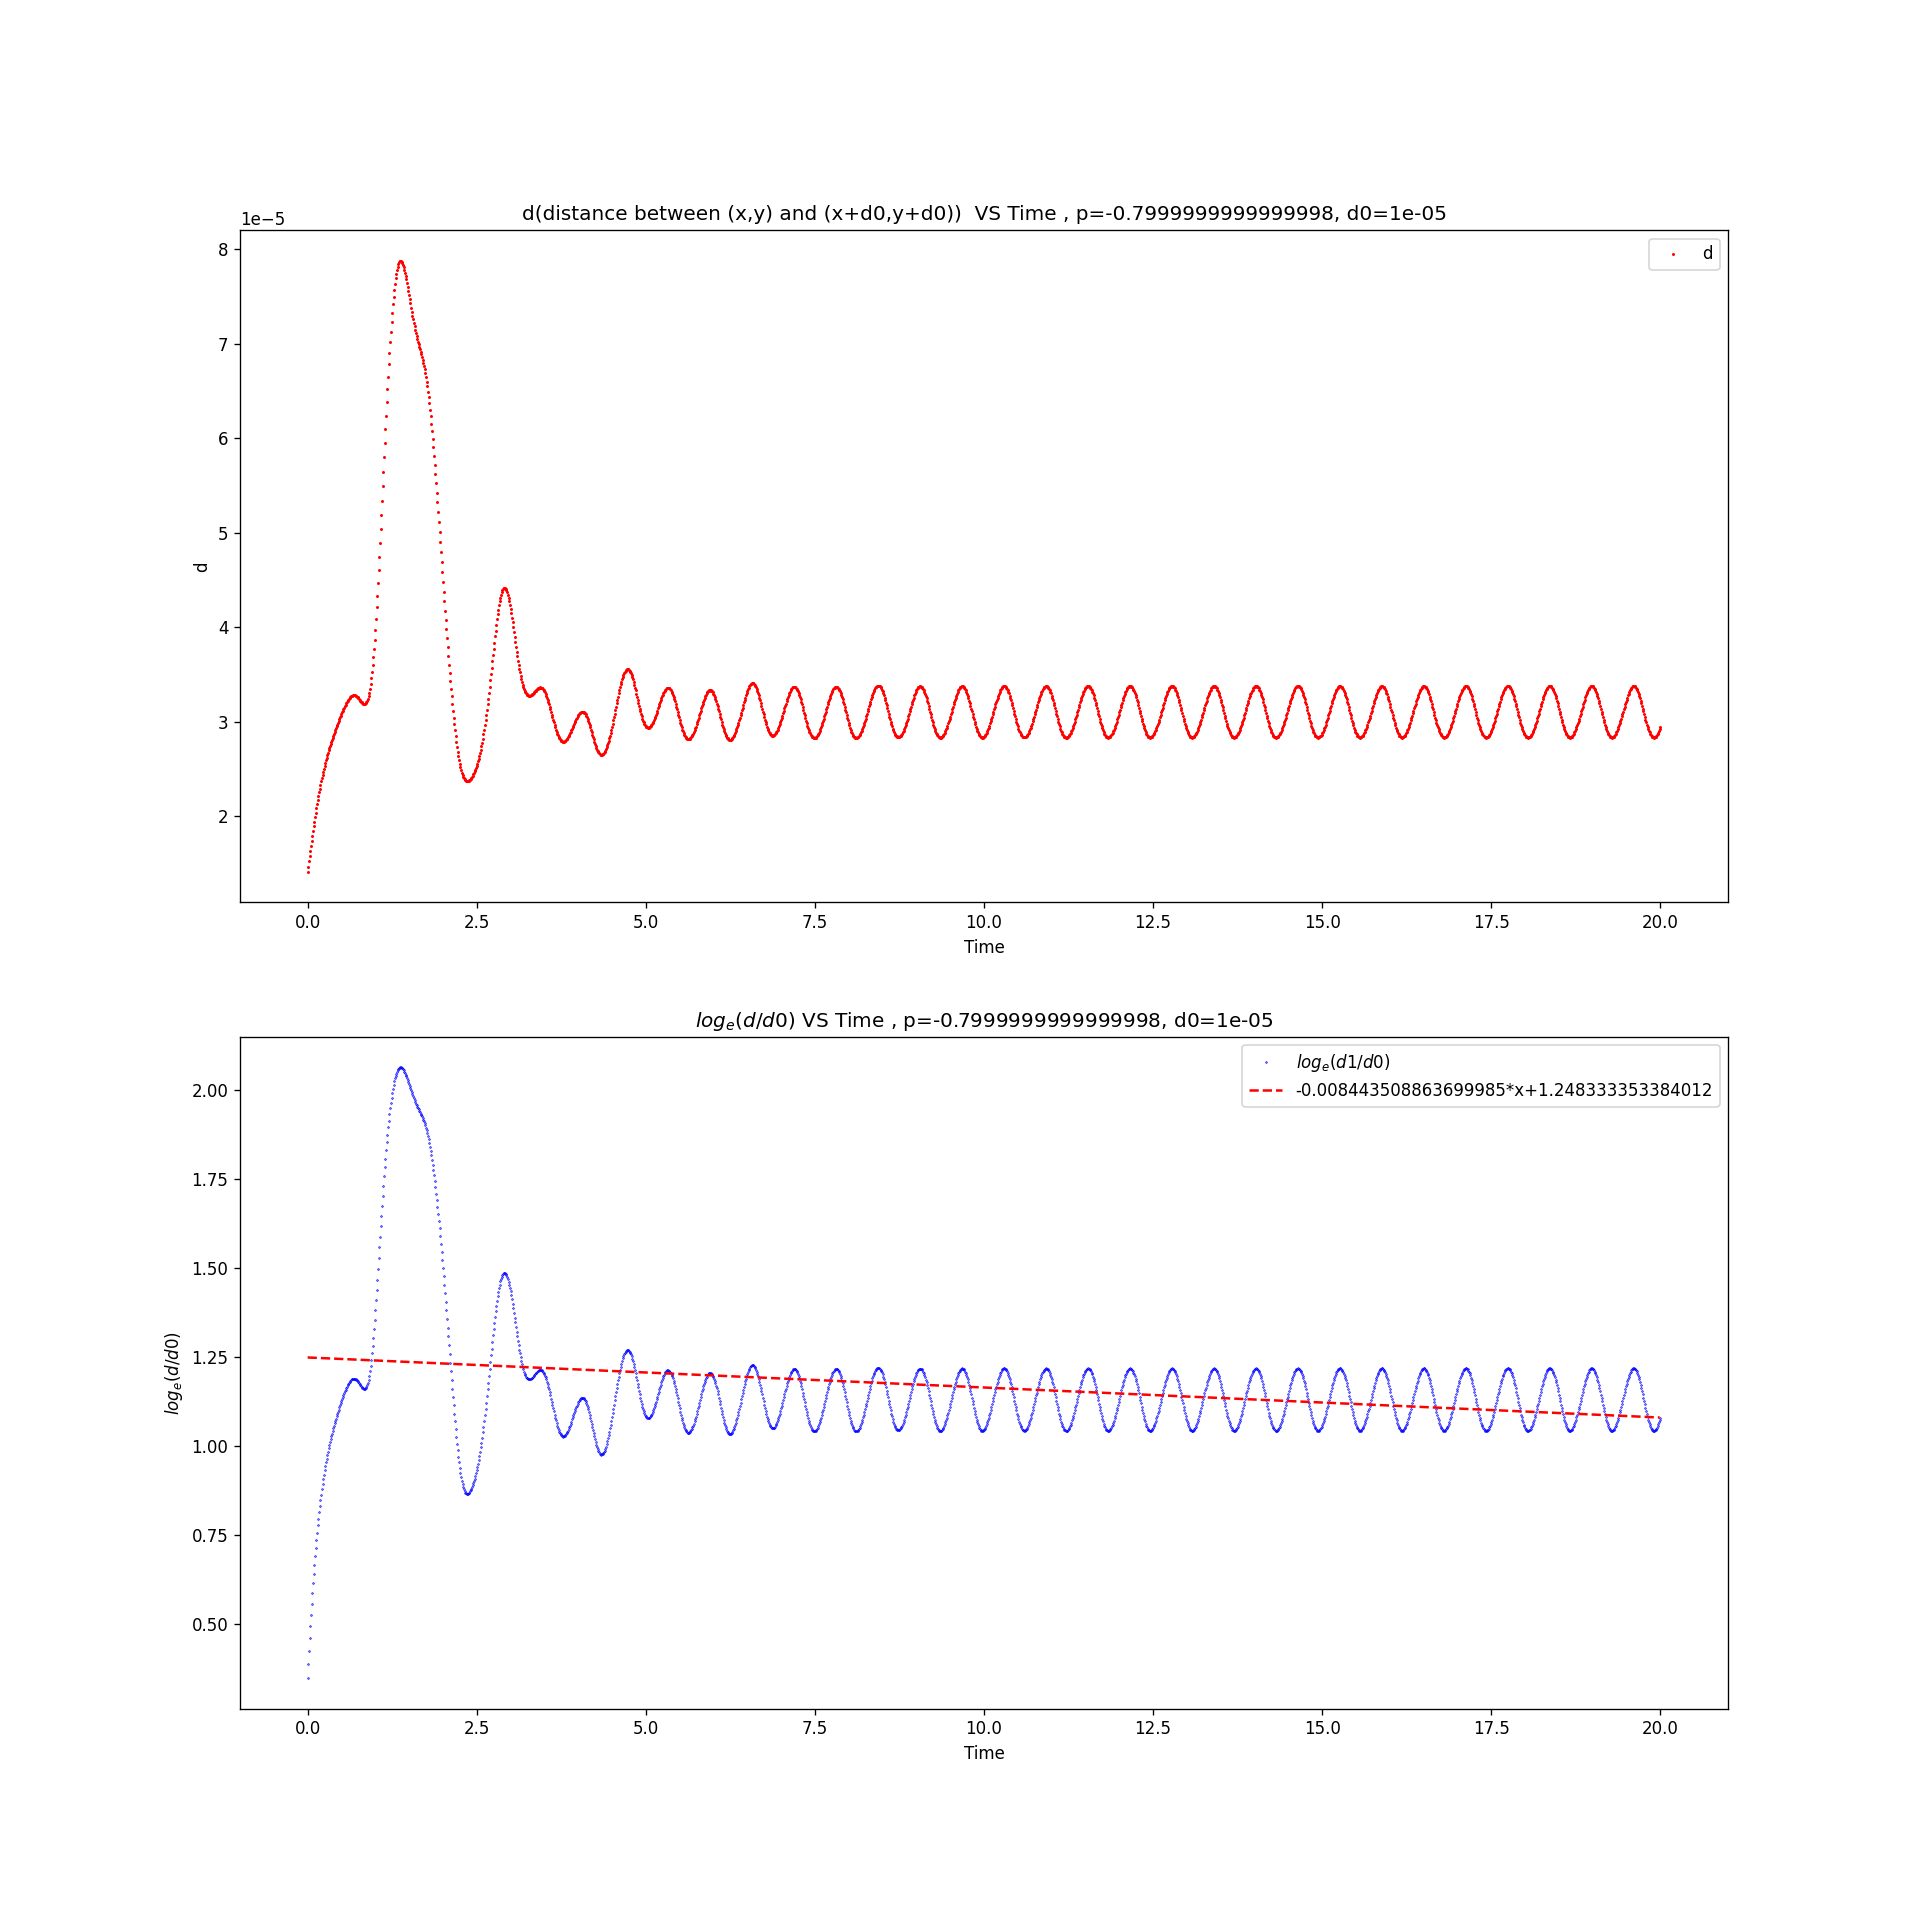 d(distance between (x,y) and (x+d0,y+d0))  VS Time , p=-0.7999999999999998, d0=1e-05
1e−5
d
8
7
6
5
4
3
2
d
0.0 2.5 5.0 7.5 10.0 12.5 15.0 17.5 20.0
Time
log_e(d/d0) VS Time , p=-0.7999999999999998, d0=1e-05
log_e(d1/d0)
-0.008443508863699985*x+1.248333353384012
2.00
1.75
1.50
1.25
1.00
0.75
0.50
log_e(d/d0)
0.0 2.5 5.0 7.5 10.0 12.5 15.0 17.5 20.0
Time